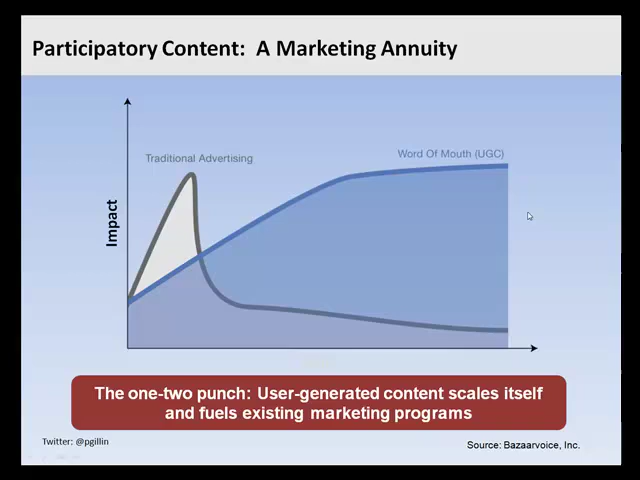 Participatory Content:  A Marketing Annuity
Traditional Advertising
Word Of Mouth (UGC)
Impact
The one-two punch: User-generated content scales itself
and fuels existing marketing programs
Twitter: @pgillin
Source: Bazaarvoice, Inc.